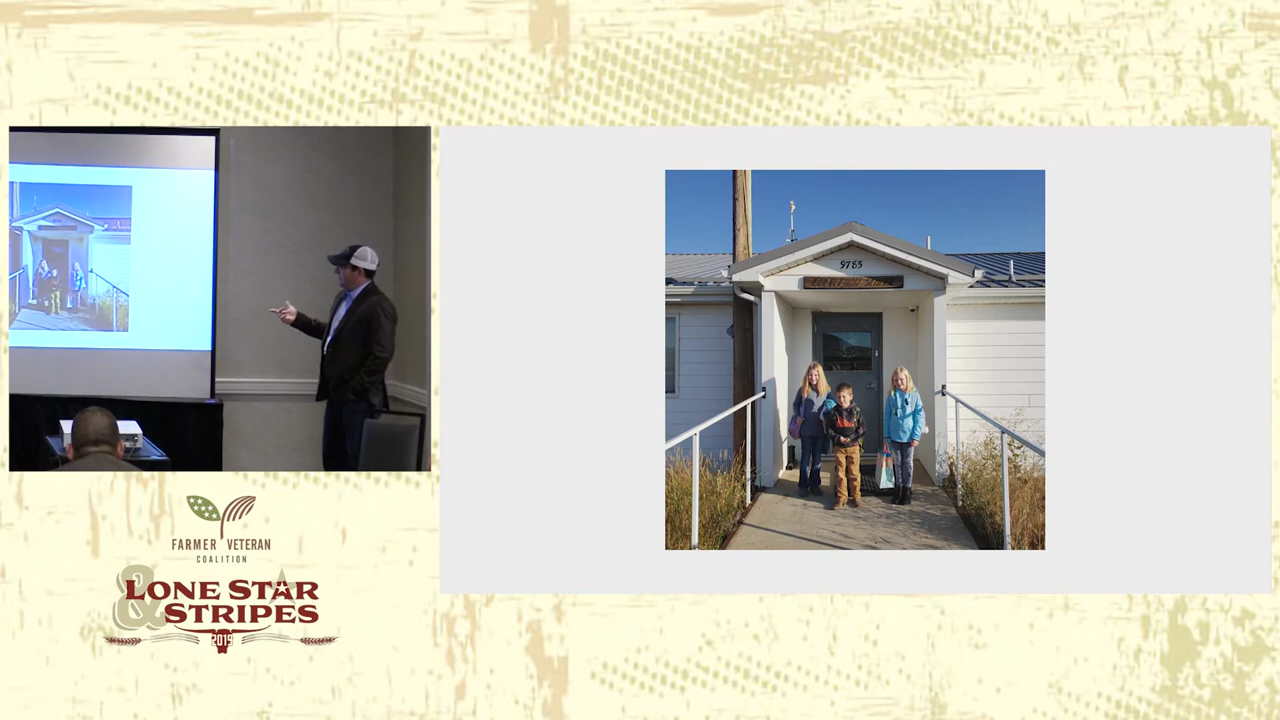 9785
FARMER VETERAN
COALITION
LONE STAR
& STRIPES
2019